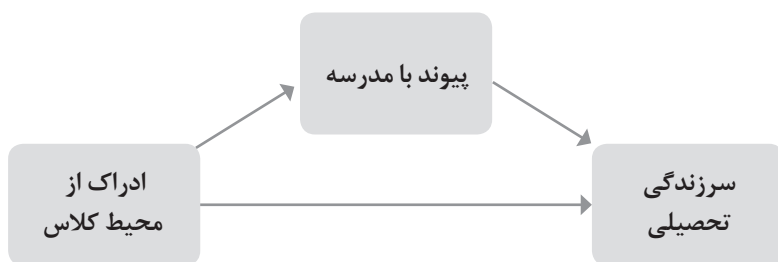 پیوند با مدرسه
ادراک از
محیط کلاس
سرزندگی
تحصیلی